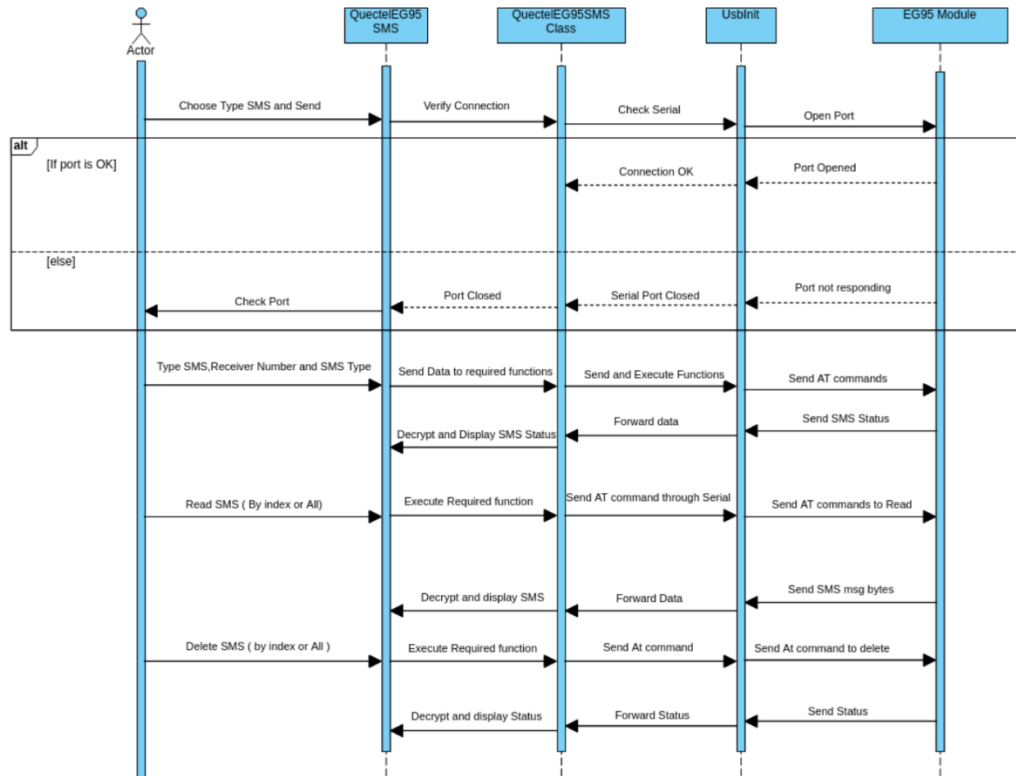 QuectelEG95
SMS
QuectelEG95SMS
Class
UsbInit
EG95 Module
Actor
Choose Type SMS and Send
Verify Connection
Check Serial
Open Port
alt
[If port is OK]
Connection OK
Port Opened
[else]
Check Port
Port Closed
Serial Port Closed
Port not responding
Type SMS,Receiver Number and SMS Type
Send Data to required functions
Send and Execute Functions
Send AT commands
Decrypt and Display SMS Status
Forward data
Send SMS Status
Read SMS ( By index or All)
Execute Required function
Send AT command through Serial
Send AT commands to Read
Decrypt and display SMS
Forward Data
Send SMS msg bytes
Delete SMS ( by index or All )
Execute Required function
Send At command
Send At command to delete
Decrypt and display Status
Forward Status
Send Status